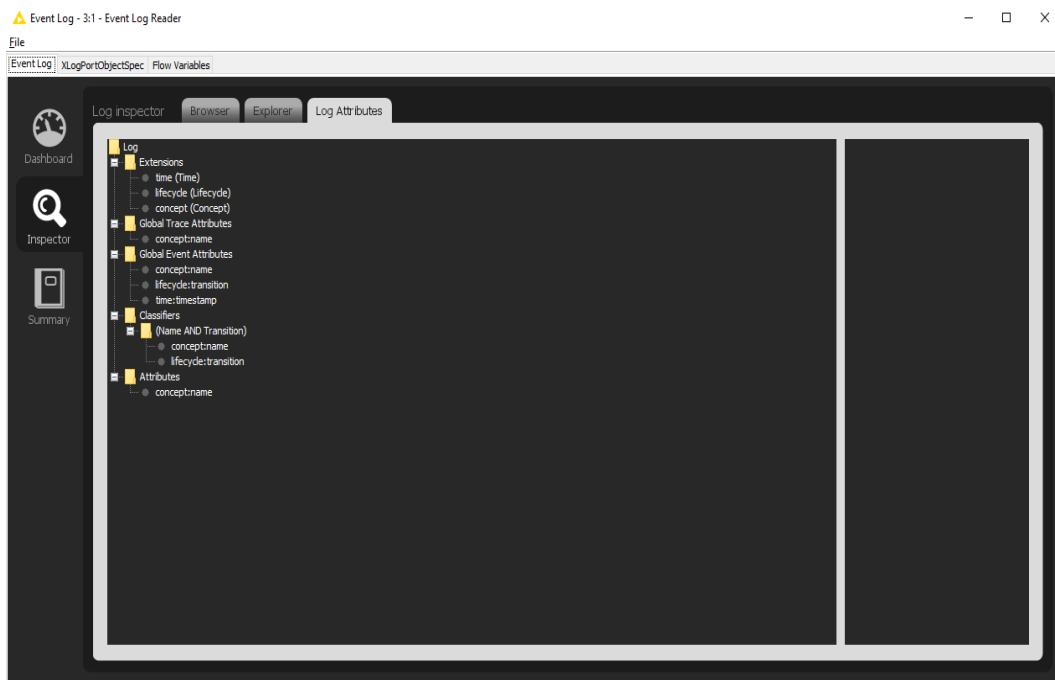 Event Log - 3:1 - Event Log Reader
File
Event Log XLogPortObjectSpec Flow Variables
Log inspector Browser Explorer Log Attributes
Dashboard
Inspector
Summary
Log
Extensions
time (Time)
lifecycle (Lifecycle)
concept (Concept)
Global Trace Attributes
concept:name
Global Event Attributes
concept:name
lifecycle:transition
time:timestamp
Classifiers
(Name AND Transition)
concept:name
lifecycle:transition
Attributes
concept:name